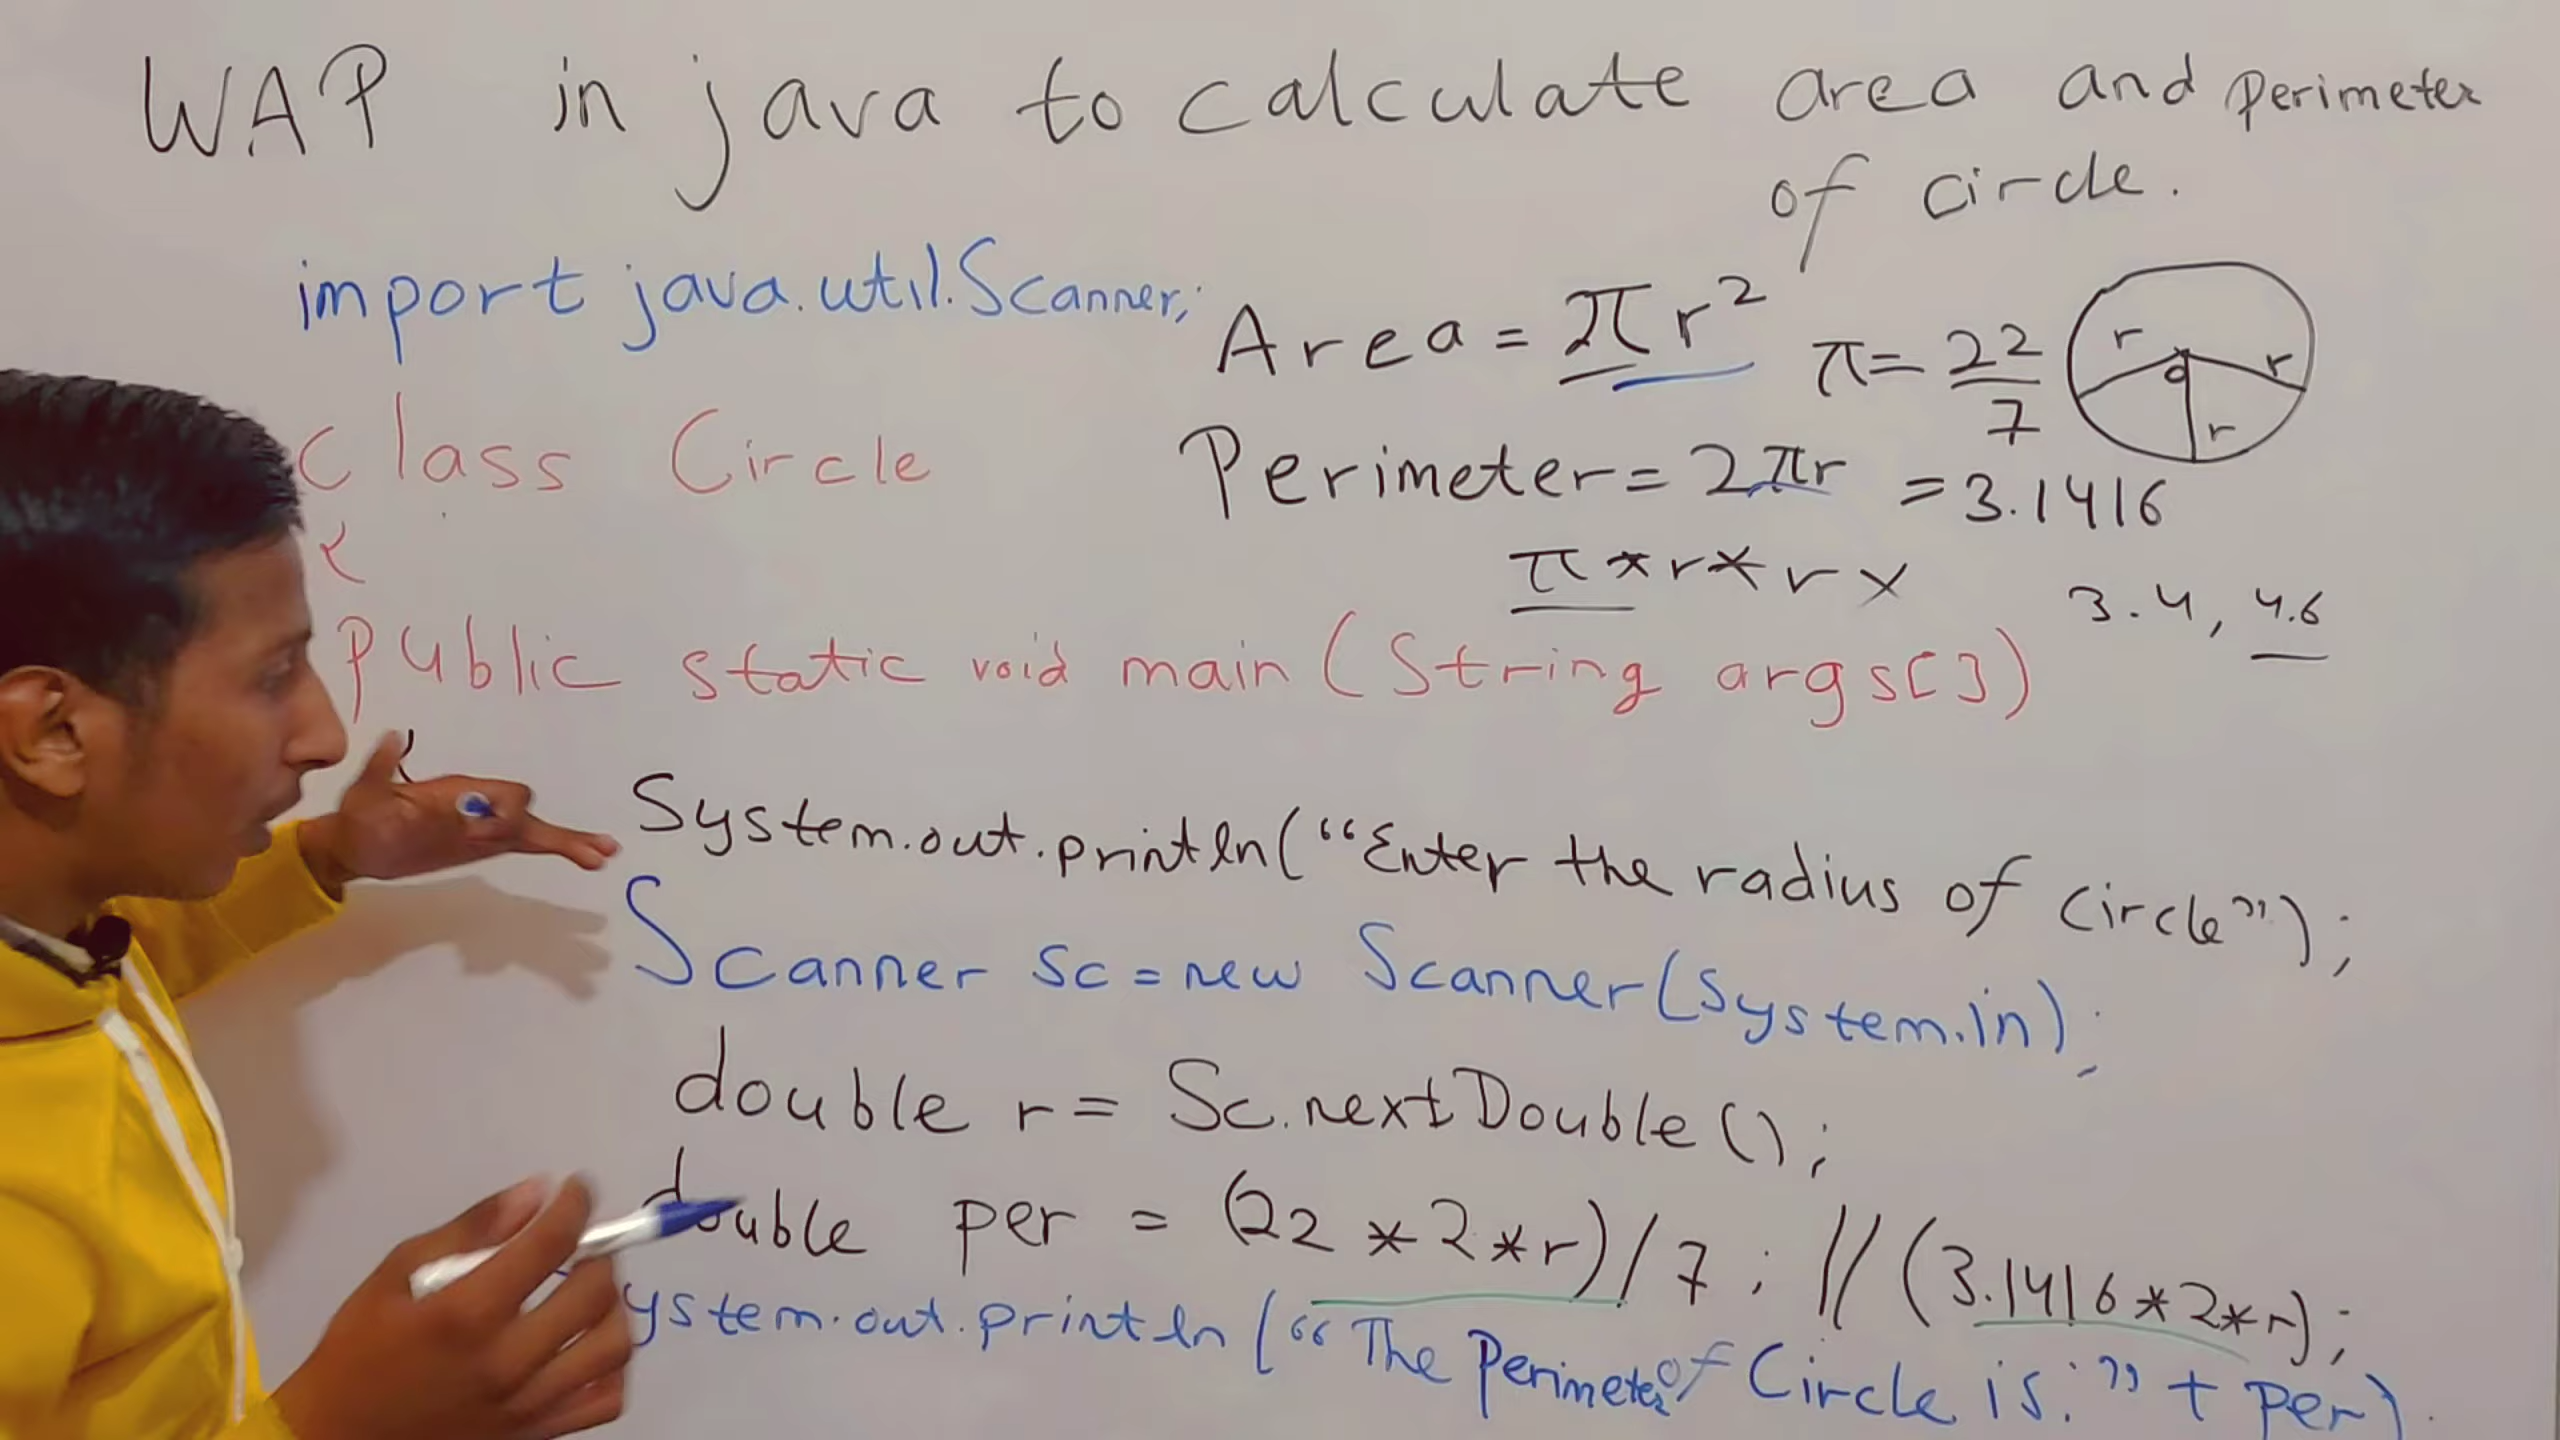 WAP in java to calculate area and perimeter
of circle.
import java.util.Scanner;
Area = πr²
π = 22/7
r
r
r
o
class Circle
Perimeter = 2πr
= 3.1416
{
π * r * r ×
3.4, 4.6
public static void main (String args[])
{
System.out.println("Enter the radius of circle");
Scanner sc = new Scanner(System.in);
double r = Sc.nextDouble();
double per = (22 * 2 * r)/7; // (3.1416 * 2 * r);
ystem.out.println("The Perimeter of Circle is:" + per)